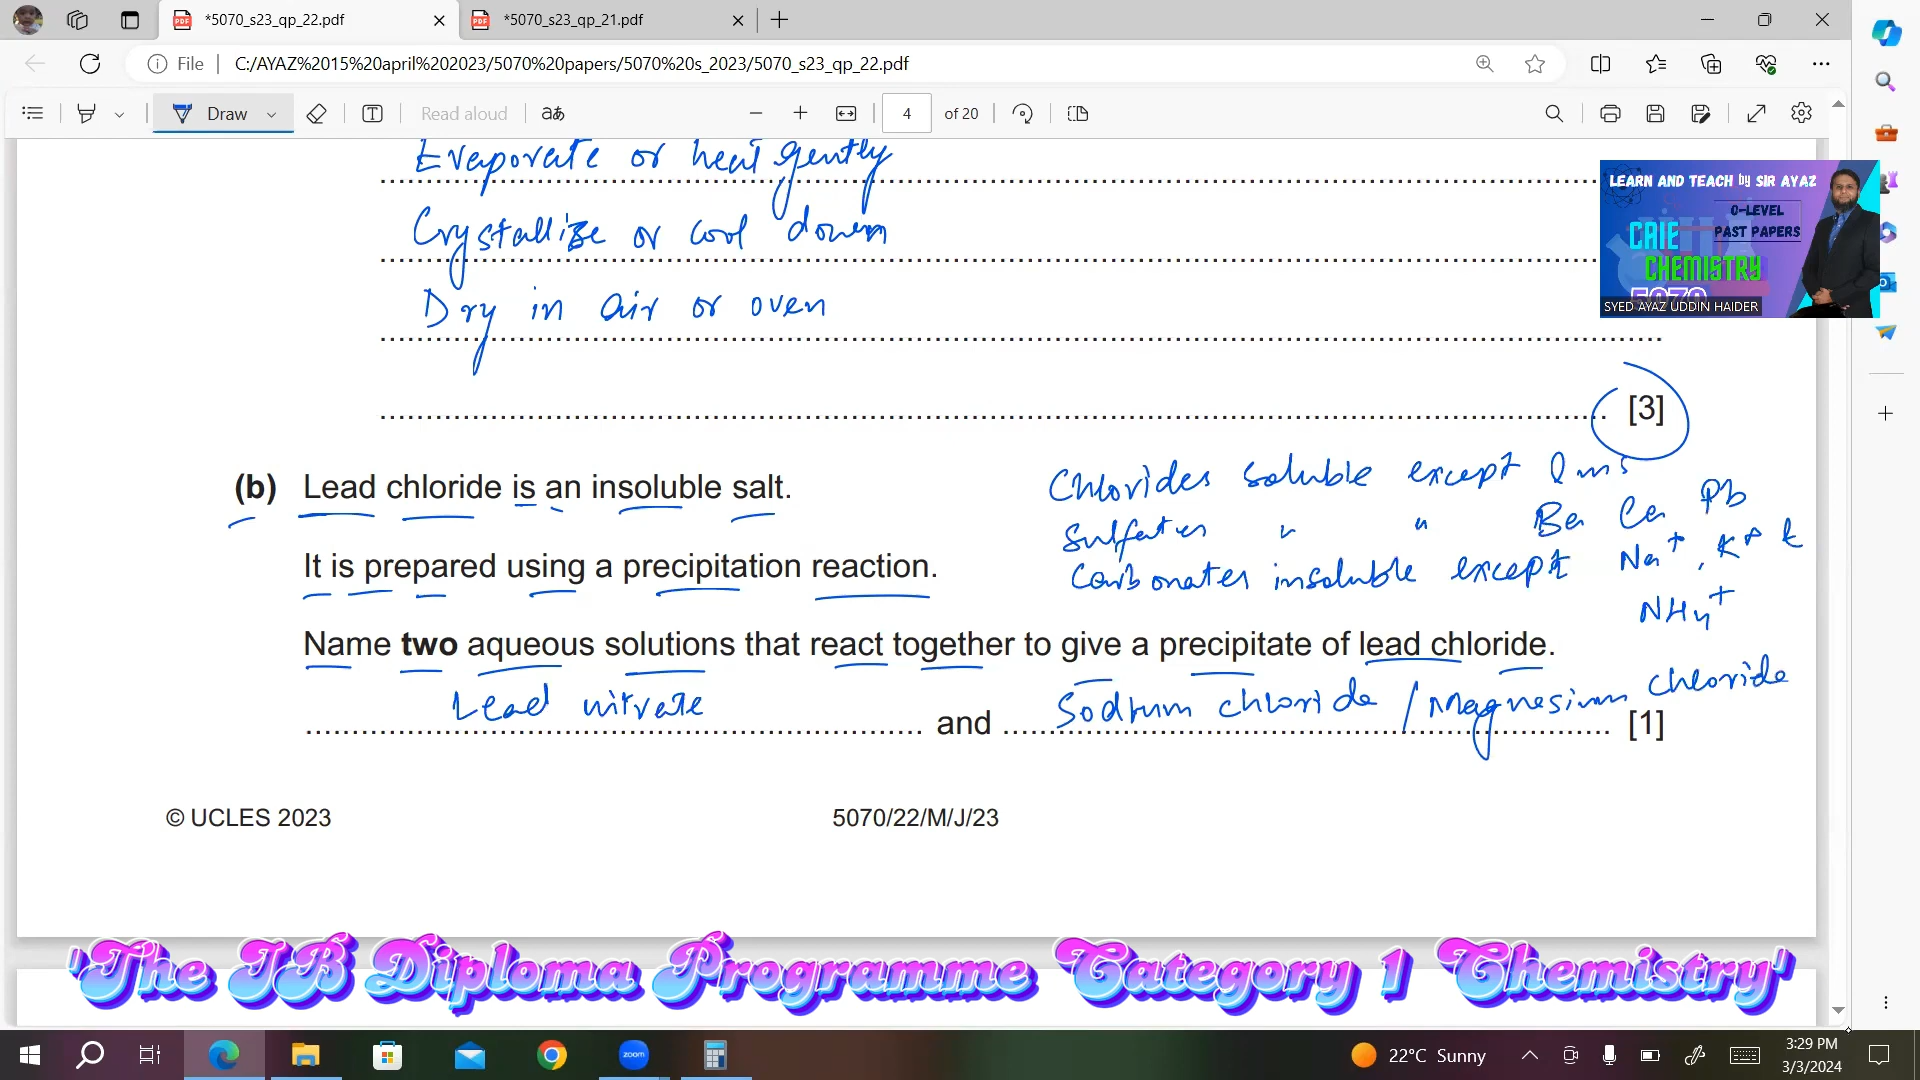 *5070_s23_qp_22.pdf
*5070_s23_qp_21.pdf
File
C:/AYAZ%2015%20april%202023/5070%20papers/5070%20s_2023/5070_s23_qp_22.pdf
Draw
Read aloud
aあ
4 of 20
Evaporate or heat gently
Crystallize or cool down
Dry in air or oven
[3]
LEARN AND TEACH by SIR AYAZ
O-LEVEL
PAST PAPERS
CAIE
CHEMISTRY
5070
SYED AYAZ UDDIN HAIDER
(b) Lead chloride is an insoluble salt.
It is prepared using a precipitation reaction.
Name two aqueous solutions that react together to give a precipitate of lead chloride.
Chlorides soluble except
Sulfates " " Ba Ca Pb
Carbonates insoluble except Na+, K+ &
NH4+
Lead nitrate and Sodium chloride / Magnesium chloride [1]
© UCLES 2023
5070/22/M/J/23
'The IB Diploma Programme Category 1 Chemistry'
zoom
22°C Sunny
3:29 PM
3/3/2024